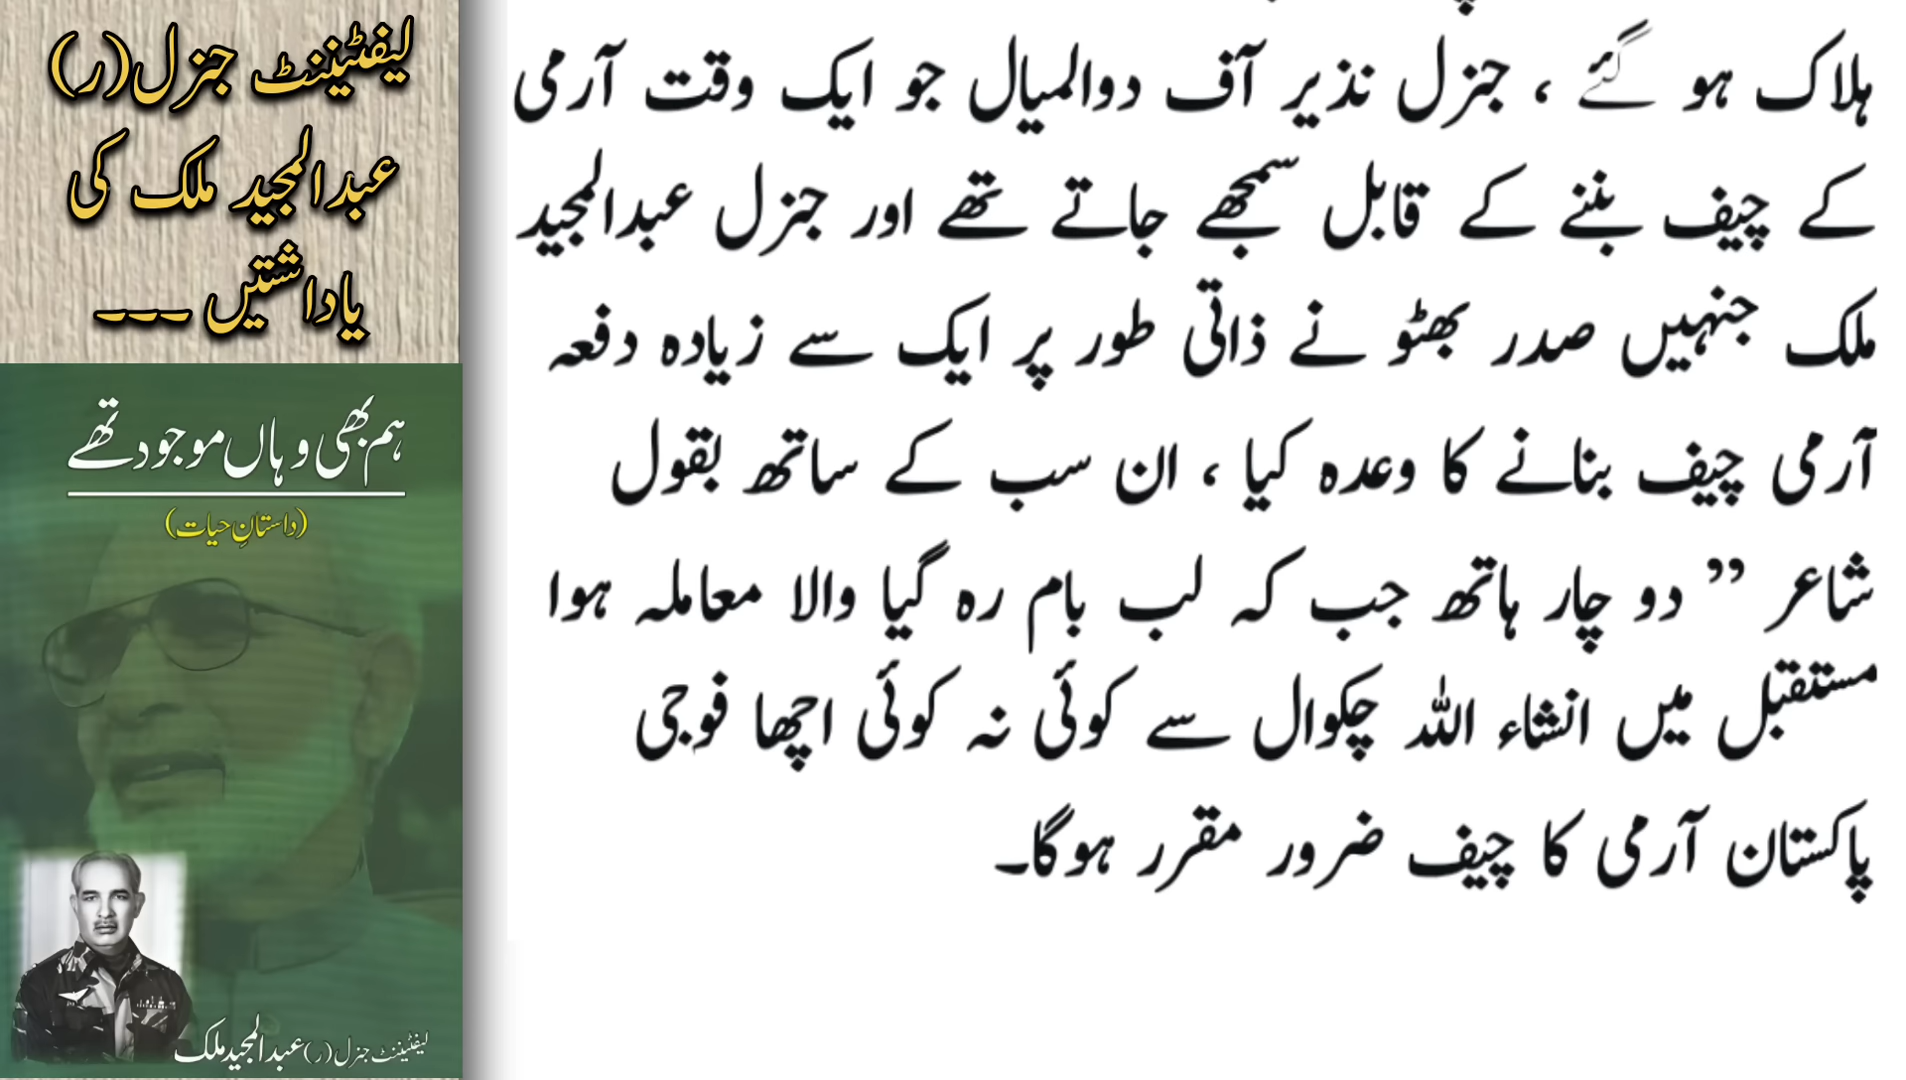 لیفٹیننٹ جنرل(ر)
عبدالمجید ملک کی
یاداشتیں ---
ہم بھی وہاں موجود تھے
(داستانِ حیات)
لیفٹیننٹ جنرل (ر) عبدالمجید ملک
ہلاک ہو گئے ، جنرل نذیر آف دوالمیال جو ایک وقت آرمی
کے چیف بننے کے قابل سمجھے جاتے تھے اور جنرل عبدالمجید
ملک جنہیں صدر بھٹو نے ذاتی طور پر ایک سے زیادہ دفعہ
آرمی چیف بنانے کا وعدہ کیا ، ان سب کے ساتھ بقول
شاعر ” دو چار ہاتھ جب کہ لب بام رہ گیا والا معاملہ ہوا
مستقبل میں انشاء اللہ چکوال سے کوئی نہ کوئی اچھا فوجی
پاکستان آرمی کا چیف ضرور مقرر ہوگا۔